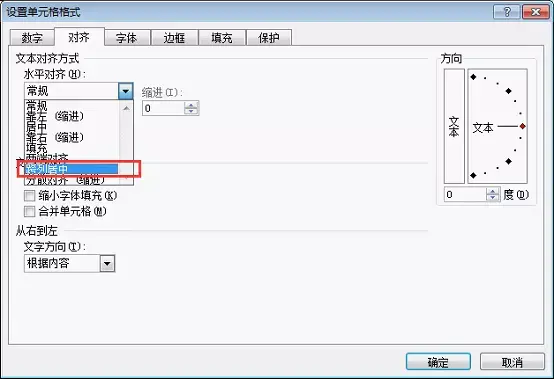 设置单元格格式
数字 对齐 字体 边框 填充 保护
文本对齐方式
方向
水平对齐(H):
常规
缩进(I):
0
常规
靠左 (缩进)
居中
靠右 (缩进)
填充
两端对齐
跨列居中
分散对齐 (缩进)
文
缩小字体填充(K)
合并单元格(M)
从右到左
文字方向(T):
根据内容
文本
文本
0 度(D)
确定 取消